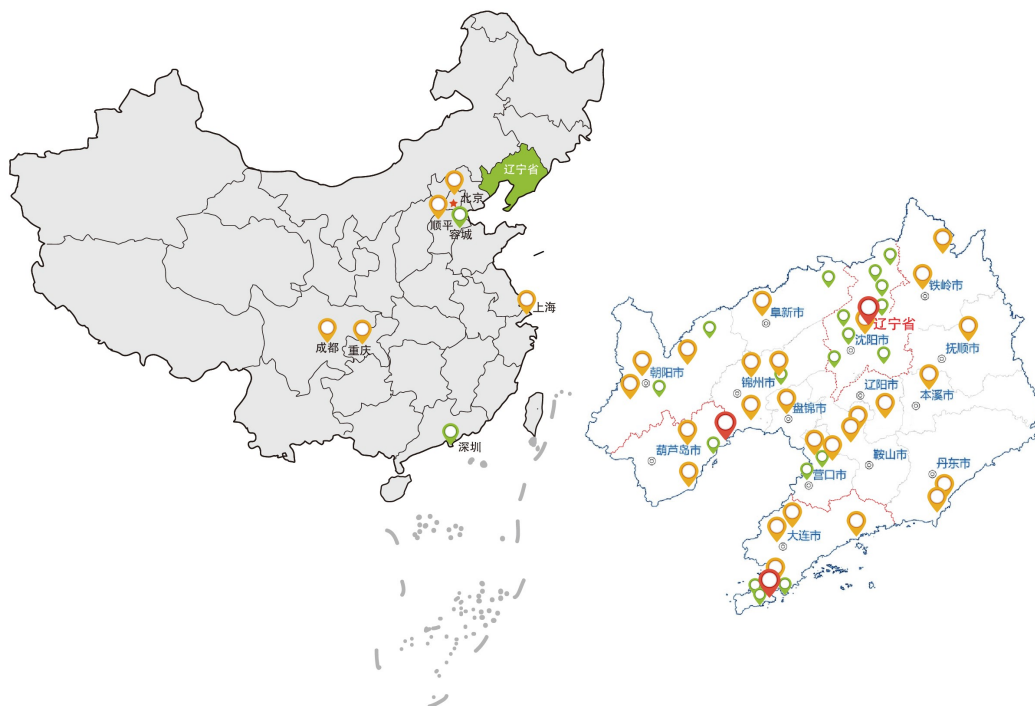 辽宁省
北京
顺平
容城
上海
成都
重庆
深圳
铁岭市
阜新市
辽宁省
沈阳市
抚顺市
朝阳市
锦州市
辽阳市
本溪市
盘锦市
葫芦岛市
鞍山市
丹东市
营口市
大连市